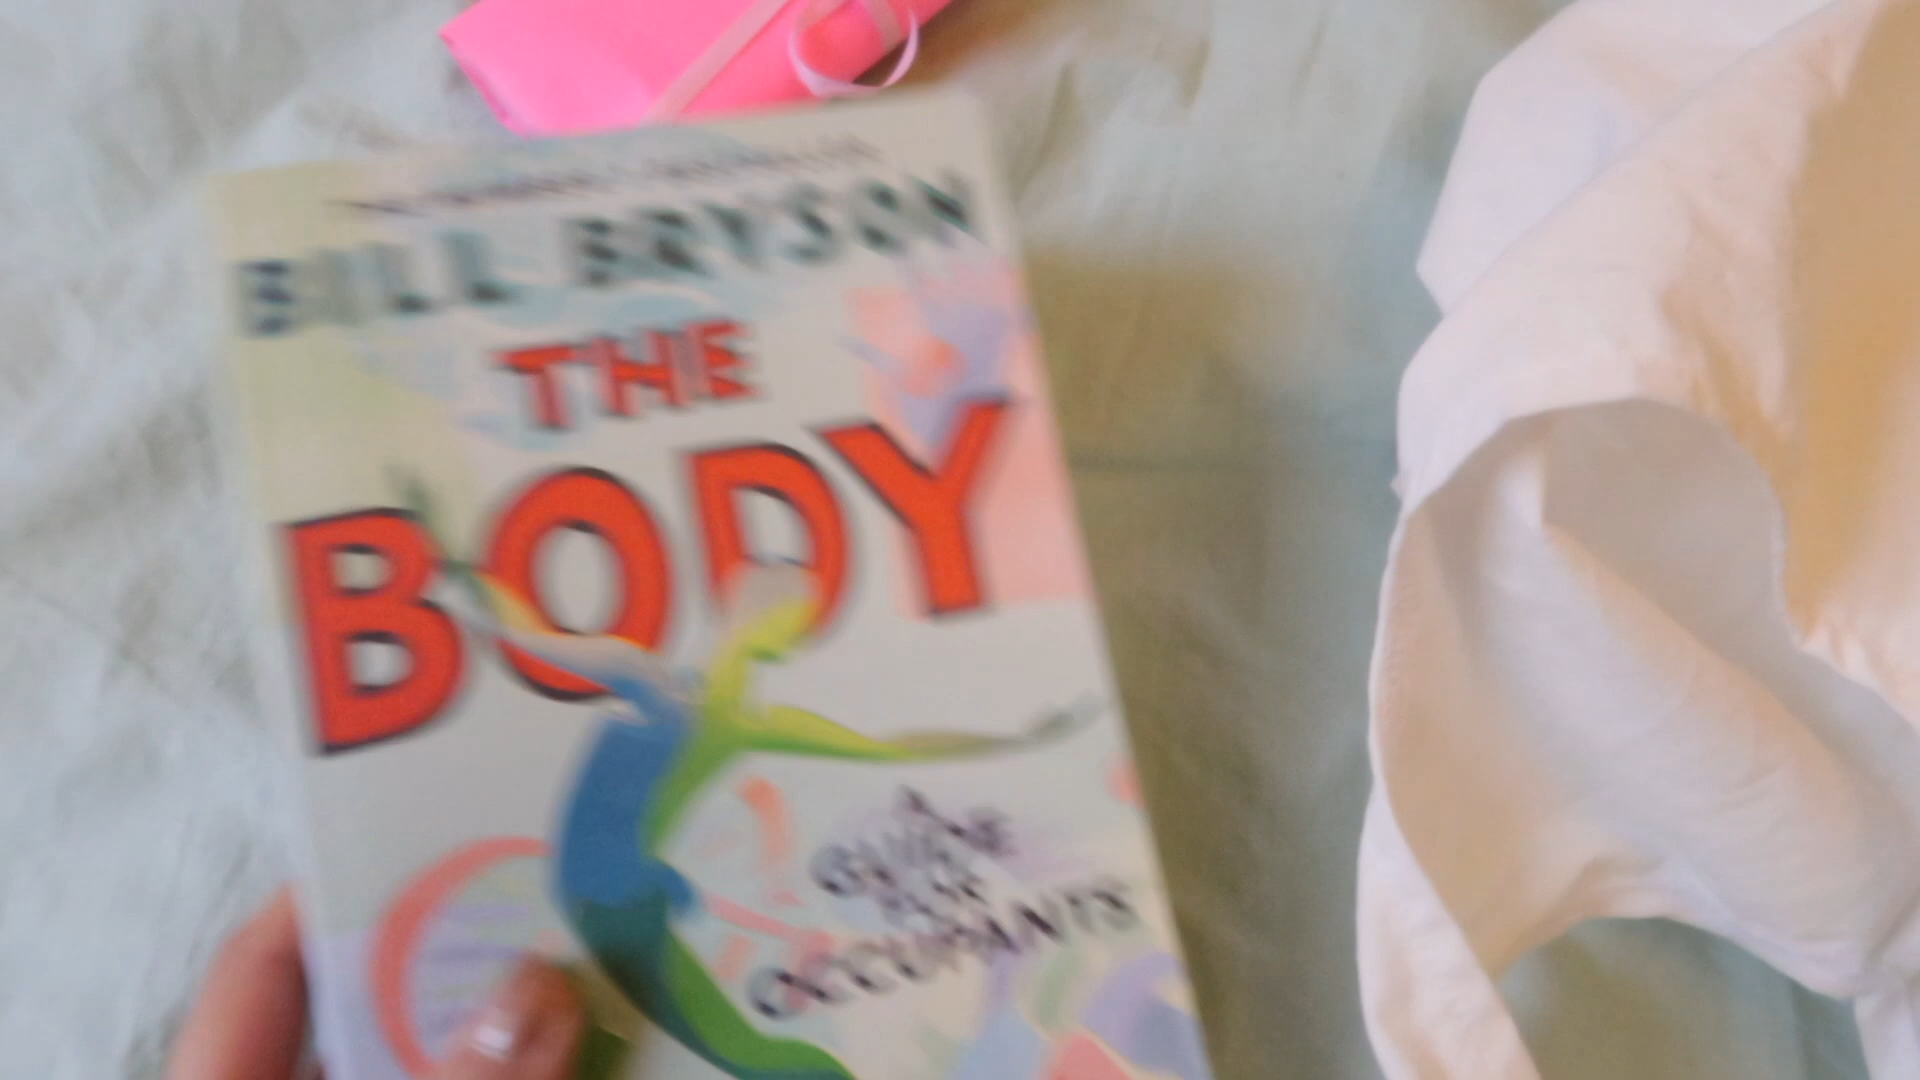 BILL BRYSON
THE
BODY
A
GUIDE
FOR
OCCUPANTS